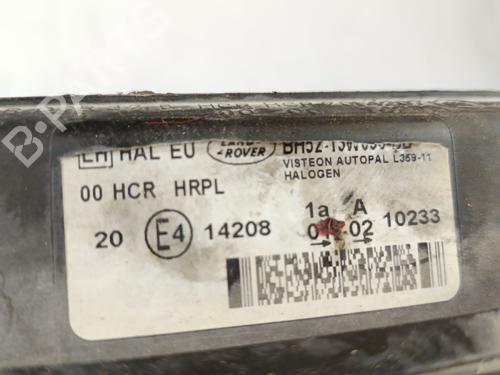 LH HAL EU LAND ROVER
VISTEON AUTOPAL L359-11
HALOGEN
00 HCR HRPL
1a A
20 E4 14208 02 10233
B-PARTS